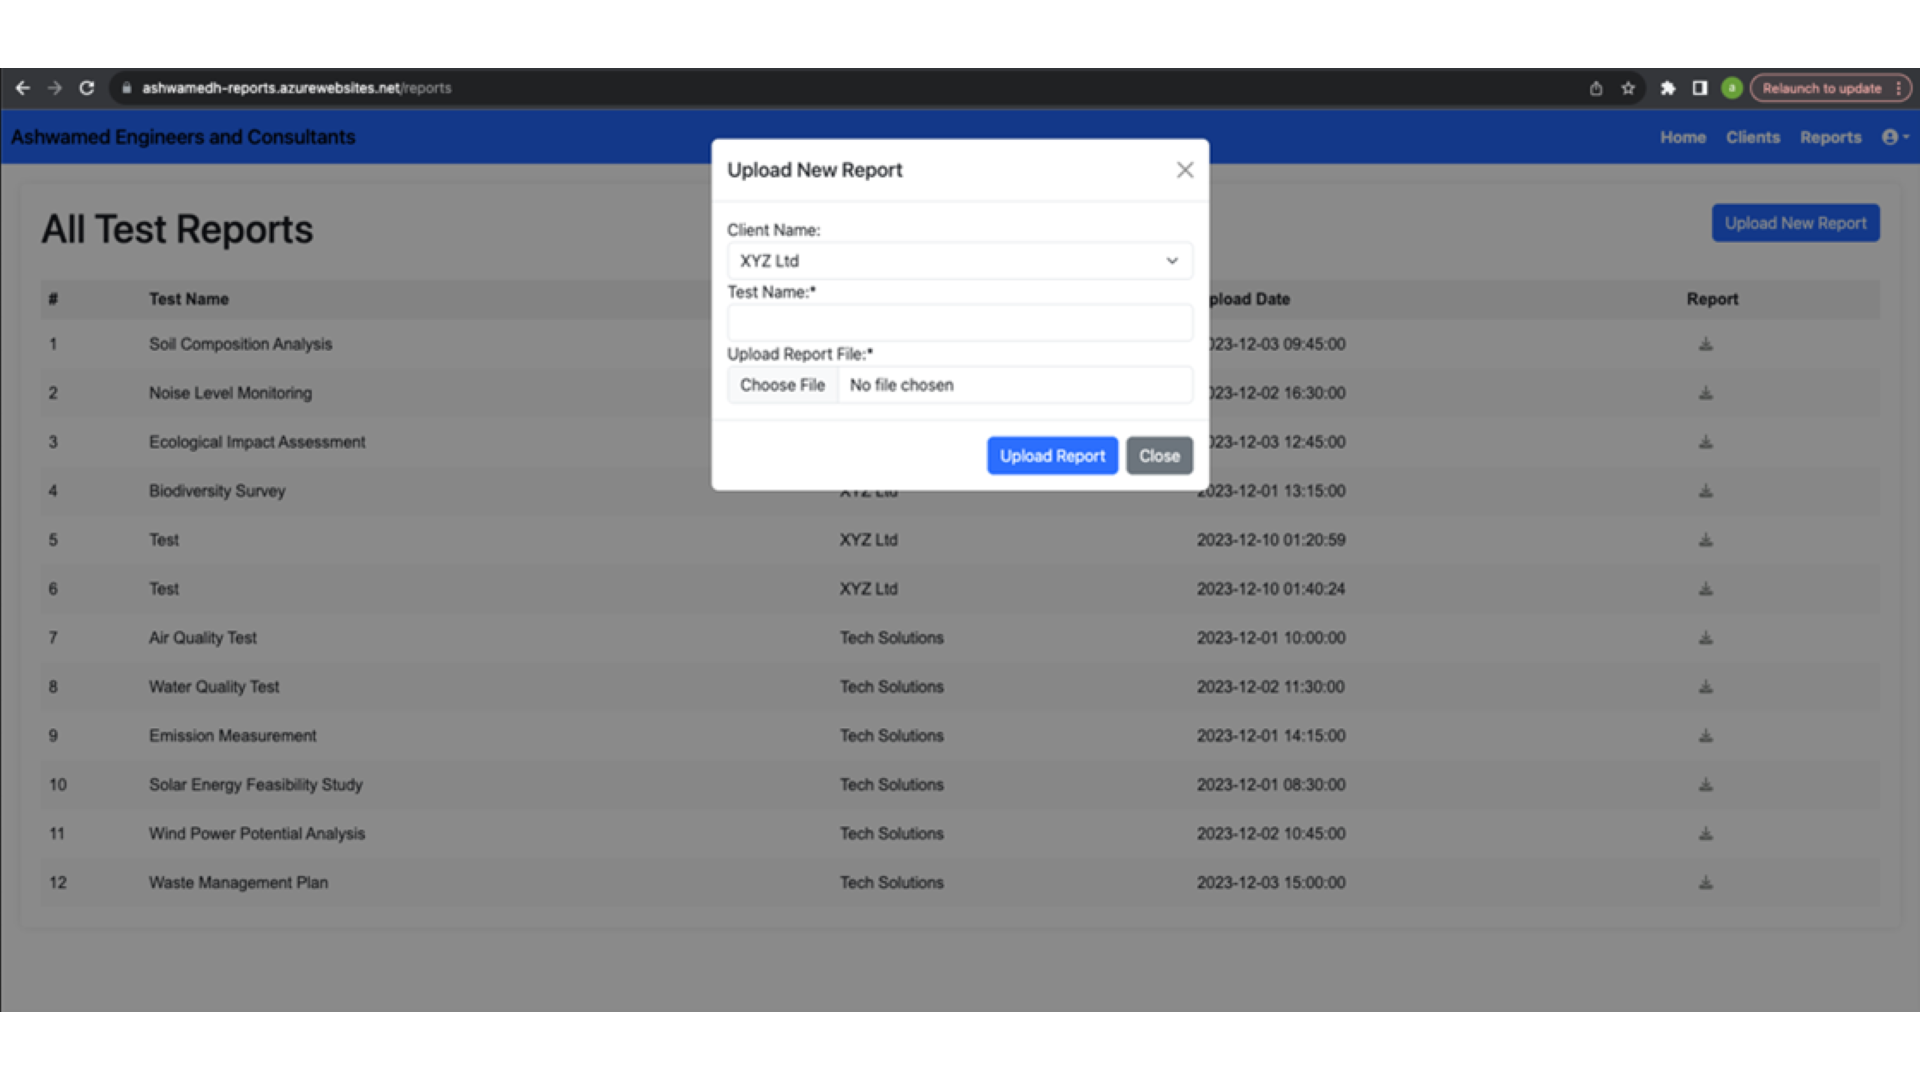 ashwamedh-reports.azurewebsites.net/reports
a
Relaunch to update
Ashwamed Engineers and Consultants
Home Clients Reports
All Test Reports
Upload New Report
Upload New Report
Client Name:
XYZ Ltd
Test Name:*
Upload Report File:*
Choose File No file chosen
Upload Report Close
# Test Name pload Date Report
1 Soil Composition Analysis 023-12-03 09:45:00
2 Noise Level Monitoring 023-12-02 16:30:00
3 Ecological Impact Assessment 023-12-03 12:45:00
4 Biodiversity Survey XYZ Ltd 2023-12-01 13:15:00
5 Test XYZ Ltd 2023-12-10 01:20:59
6 Test XYZ Ltd 2023-12-10 01:40:24
7 Air Quality Test Tech Solutions 2023-12-01 10:00:00
8 Water Quality Test Tech Solutions 2023-12-02 11:30:00
9 Emission Measurement Tech Solutions 2023-12-01 14:15:00
10 Solar Energy Feasibility Study Tech Solutions 2023-12-01 08:30:00
11 Wind Power Potential Analysis Tech Solutions 2023-12-02 10:45:00
12 Waste Management Plan Tech Solutions 2023-12-03 15:00:00